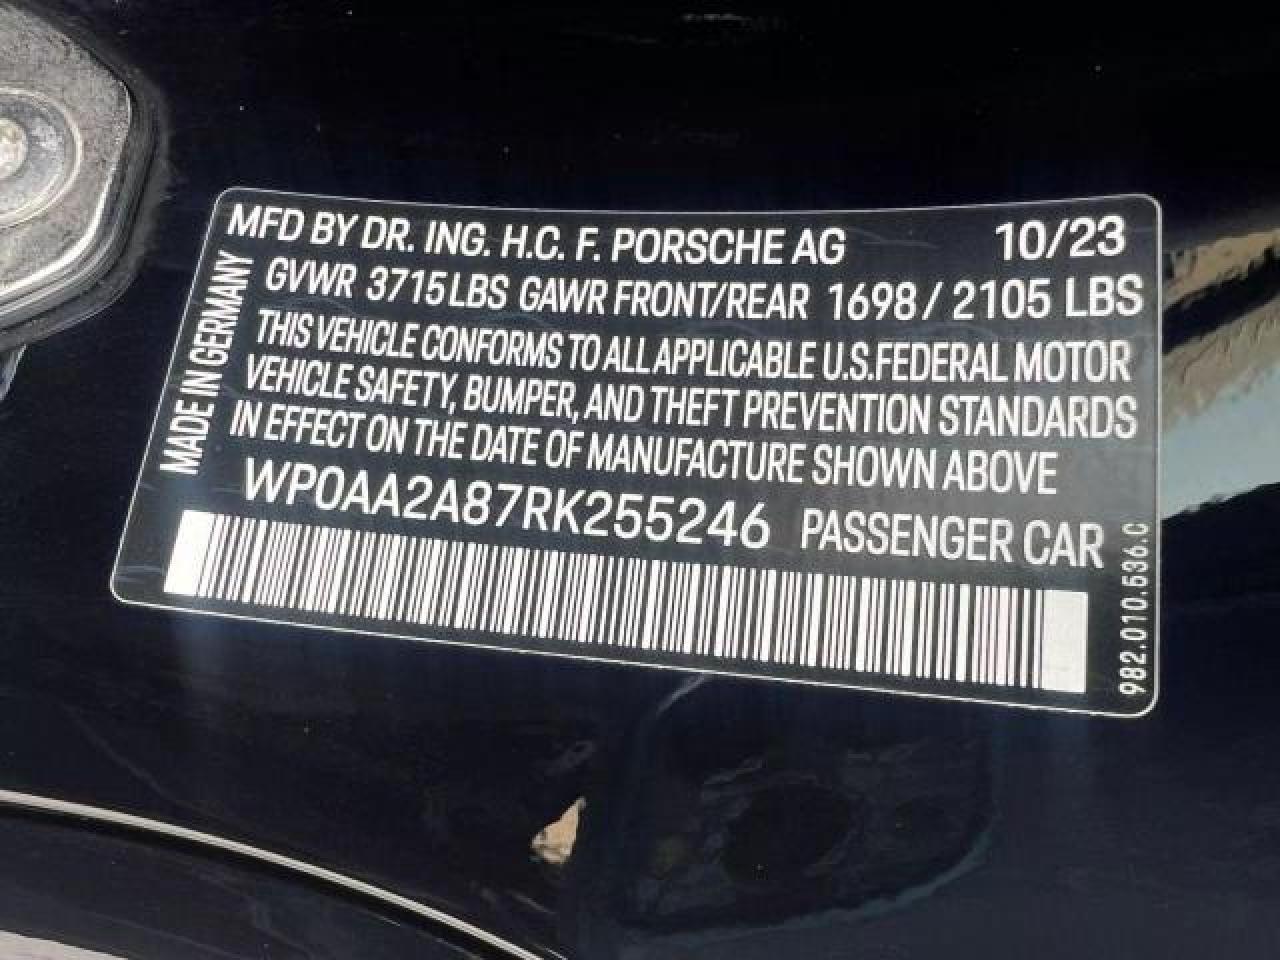 MFD BY DR. ING. H.C. F. PORSCHE AG 10/23
GVWR 3715 LBS GAWR FRONT/REAR 1698 / 2105 LBS
THIS VEHICLE CONFORMS TO ALL APPLICABLE U.S.FEDERAL MOTOR
VEHICLE SAFETY, BUMPER, AND THEFT PREVENTION STANDARDS
IN EFFECT ON THE DATE OF MANUFACTURE SHOWN ABOVE
WP0AA2A87RK255246 PASSENGER CAR
MADE IN GERMANY
982.010.536.C